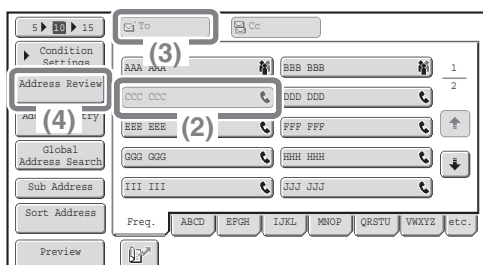 5 10 15
To
Cc
Condition
Settings
(3)
AAA AAA
BBB BBB
1
2
Address Review
CCC CCC
DDD DDD
(4)
(2)
EEE EEE
FFF FFF
Global
Address Search
GGG GGG
HHH HHH
Sub Address
III III
JJJ JJJ
Sort Address
Freq.
ABCD
EFGH
IJKL
MNOP
QRSTU
VWXYZ
etc.
Preview